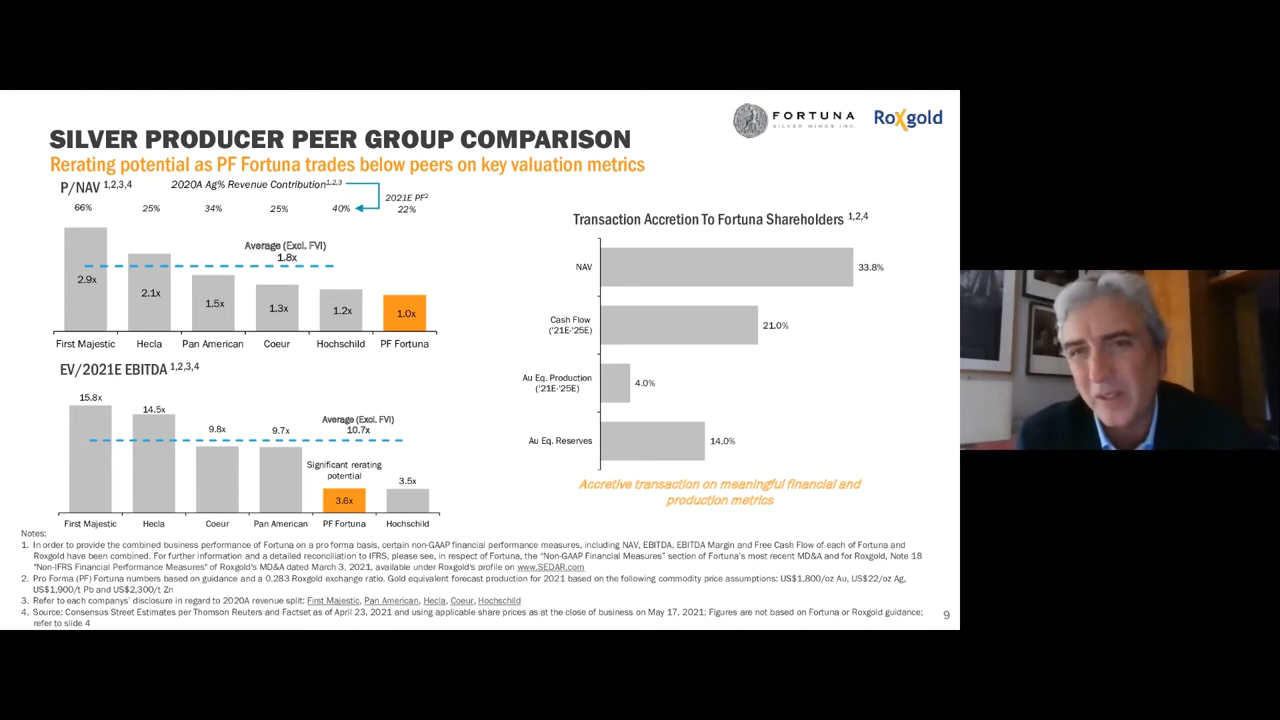 FORTUNA
SILVER MINES INC.
Roxgold
SILVER PRODUCER PEER GROUP COMPARISON
Rerating potential as PF Fortuna trades below peers on key valuation metrics
P/NAV 1,2,3,4
2020A Ag% Revenue Contribution1,2,3
2021E PF2
66% 25% 34% 25% 40% 22%
Average (Excl. FVI)
1.8x
2.9x 2.1x 1.5x 1.3x 1.2x 1.0x
First Majestic Hecla Pan American Coeur Hochschild PF Fortuna
EV/2021E EBITDA 1,2,3,4
15.8x 14.5x 9.8x 9.7x
Average (Excl. FVI)
10.7x
Significant rerating
potential
3.6x 3.5x
First Majestic Hecla Coeur Pan American PF Fortuna Hochschild
Transaction Accretion To Fortuna Shareholders 1,2,4
NAV 33.8%
Cash Flow
('21E-'25E) 21.0%
Au Eq. Production
('21E-'25E) 4.0%
Au Eq. Reserves 14.0%
Accretive transaction on meaningful financial and
production metrics
Notes:
1. In order to provide the combined business performance of Fortuna on a pro forma basis, certain non-GAAP financial performance measures, including NAV, EBITDA, EBITDA Margin and Free Cash Flow of each of Fortuna and
Roxgold have been combined. For further information and a detailed reconciliation to IFRS, please see, in respect of Fortuna, the "Non-GAAP Financial Measures" section of Fortuna's most recent MD&A and for Roxgold, Note 18
"Non-IFRS Financial Performance Measures" of Roxgold's MD&A dated March 3, 2021, available under Roxgold's profile on www.SEDAR.com
2. Pro Forma (PF) Fortuna numbers based on guidance and a 0.283 Roxgold exchange ratio. Gold equivalent forecast production for 2021 based on the following commodity price assumptions: US$1,800/oz Au, US$22/oz Ag,
US$1,900/t Pb and US$2,300/t Zn
3. Refer to each companys' disclosure in regard to 2020A revenue split: First Majestic, Pan American, Hecla, Coeur, Hochschild
4. Source: Consensus Street Estimates per Thomson Reuters and Factset as of April 23, 2021 and using applicable share prices as at the close of business on May 17, 2021; Figures are not based on Fortuna or Roxgold guidance;
refer to slide 4
9